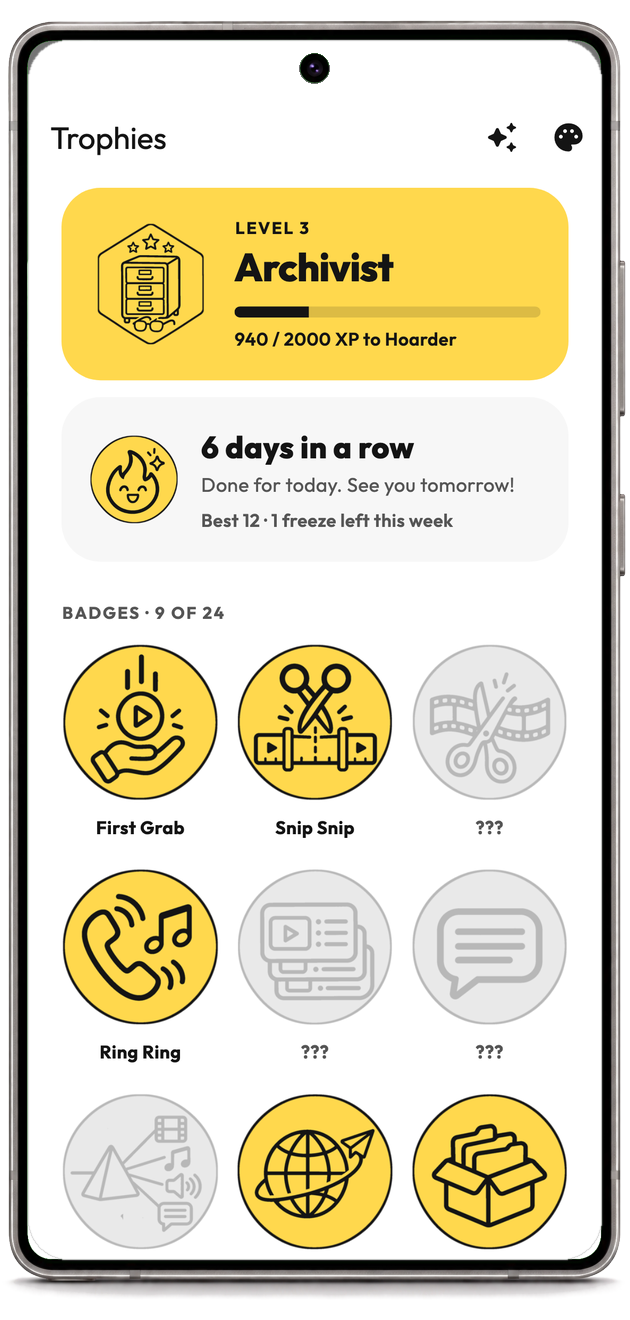 Trophies
LEVEL 3
Archivist
940 / 2000 XP to Hoarder
6 days in a row
Done for today. See you tomorrow!
Best 12 · 1 freeze left this week
BADGES · 9 OF 24
First Grab
Snip Snip
???
Ring Ring
???
???